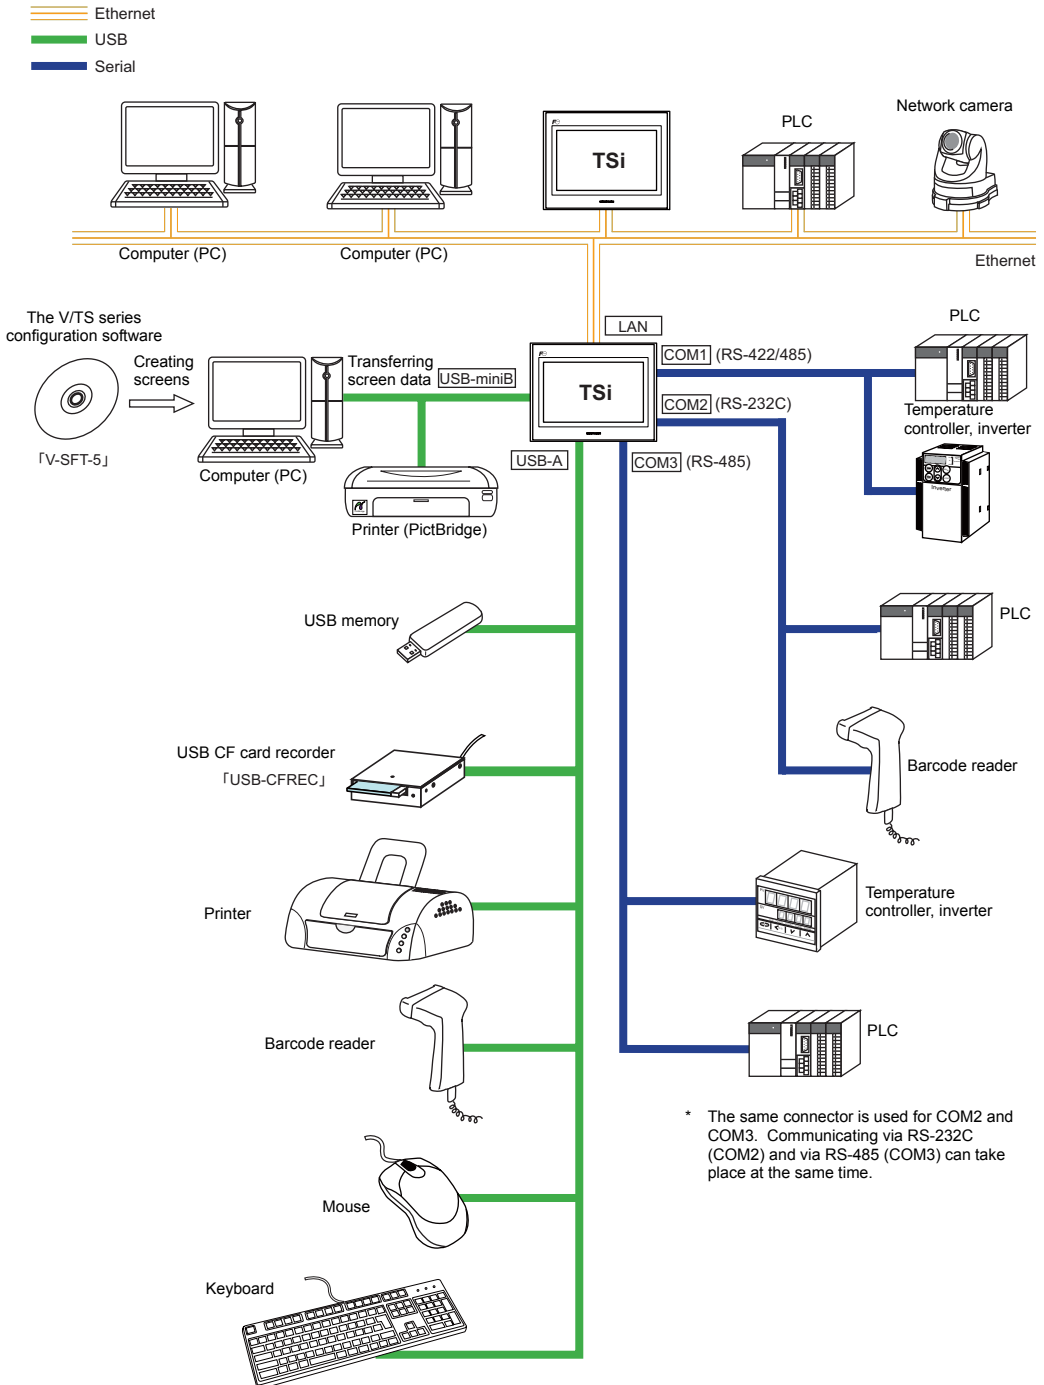 Ethernet
USB
Serial
Network camera
PLC
TSi
Computer (PC)
Computer (PC)
Ethernet
The V/TS series
configuration software
Creating
screens
Transferring
screen data
USB-miniB
LAN
COM1 (RS-422/485)
PLC
TSi
COM2 (RS-232C)
Temperature
controller, inverter
「V-SFT-5」
Computer (PC)
USB-A
COM3 (RS-485)
Inverter
Printer (PictBridge)
USB memory
PLC
USB CF card recorder
「USB-CFREC」
Barcode reader
Printer
Temperature
controller, inverter
Barcode reader
PLC
* The same connector is used for COM2 and
COM3. Communicating via RS-232C
(COM2) and via RS-485 (COM3) can take
place at the same time.
Mouse
Keyboard